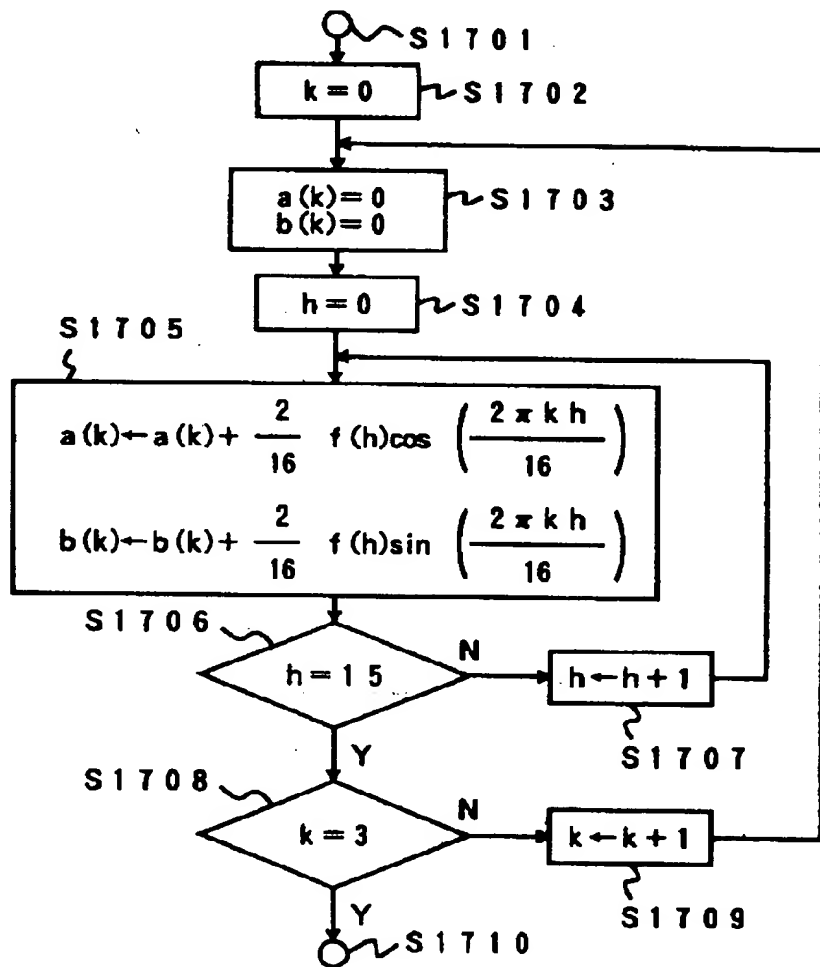 S1701
k=0 S1702
a(k)=0
b(k)=0
S1703
h=0 S1704
S1705
a(k)←a(k)+ 2/16 f(h)cos (2πkh/16)
b(k)←b(k)+ 2/16 f(h)sin (2πkh/16)
S1706
h=15 N h←h+1
Y S1707
S1708
k=3 N k←k+1
Y S1709
S1710